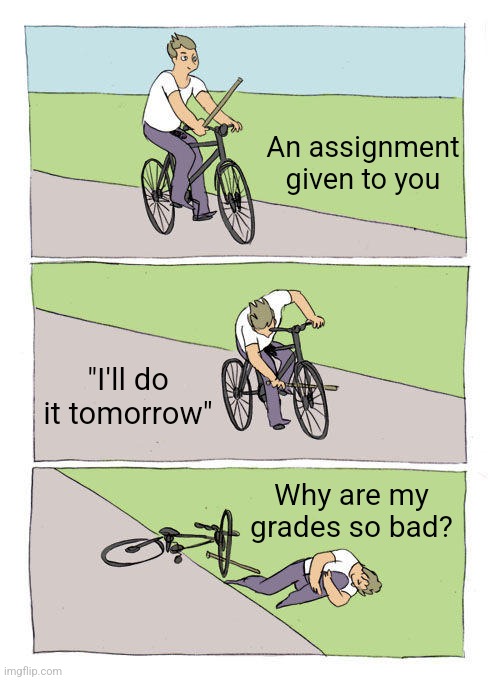 An assignment
given to you
"I'll do
it tomorrow"
Why are my
grades so bad?
imgflip.com